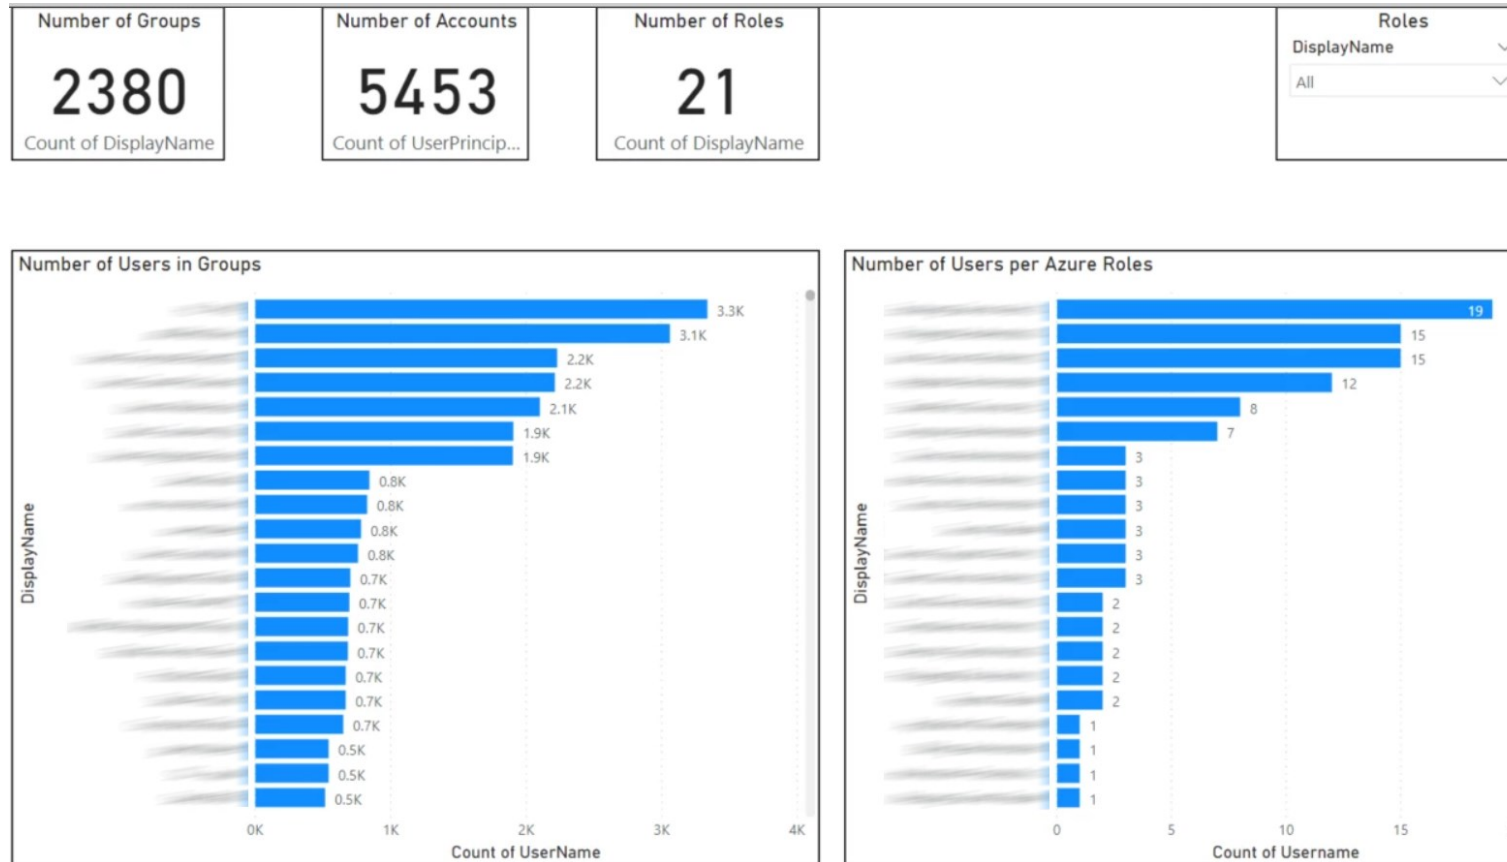 Number of Groups
2380
Count of DisplayName
Number of Accounts
5453
Count of UserPrincip...
Number of Roles
21
Count of DisplayName
Roles
DisplayName
All
Number of Users in Groups
DisplayName
3.3K
3.1K
2.2K
2.2K
2.1K
1.9K
1.9K
0.8K
0.8K
0.8K
0.8K
0.7K
0.7K
0.7K
0.7K
0.7K
0.7K
0.7K
0.5K
0.5K
0.5K
0K 1K 2K 3K 4K
Count of UserName
Number of Users per Azure Roles
DisplayName
19
15
15
12
8
7
3
3
3
3
3
3
2
2
2
2
2
1
1
1
1
0 5 10 15
Count of Username